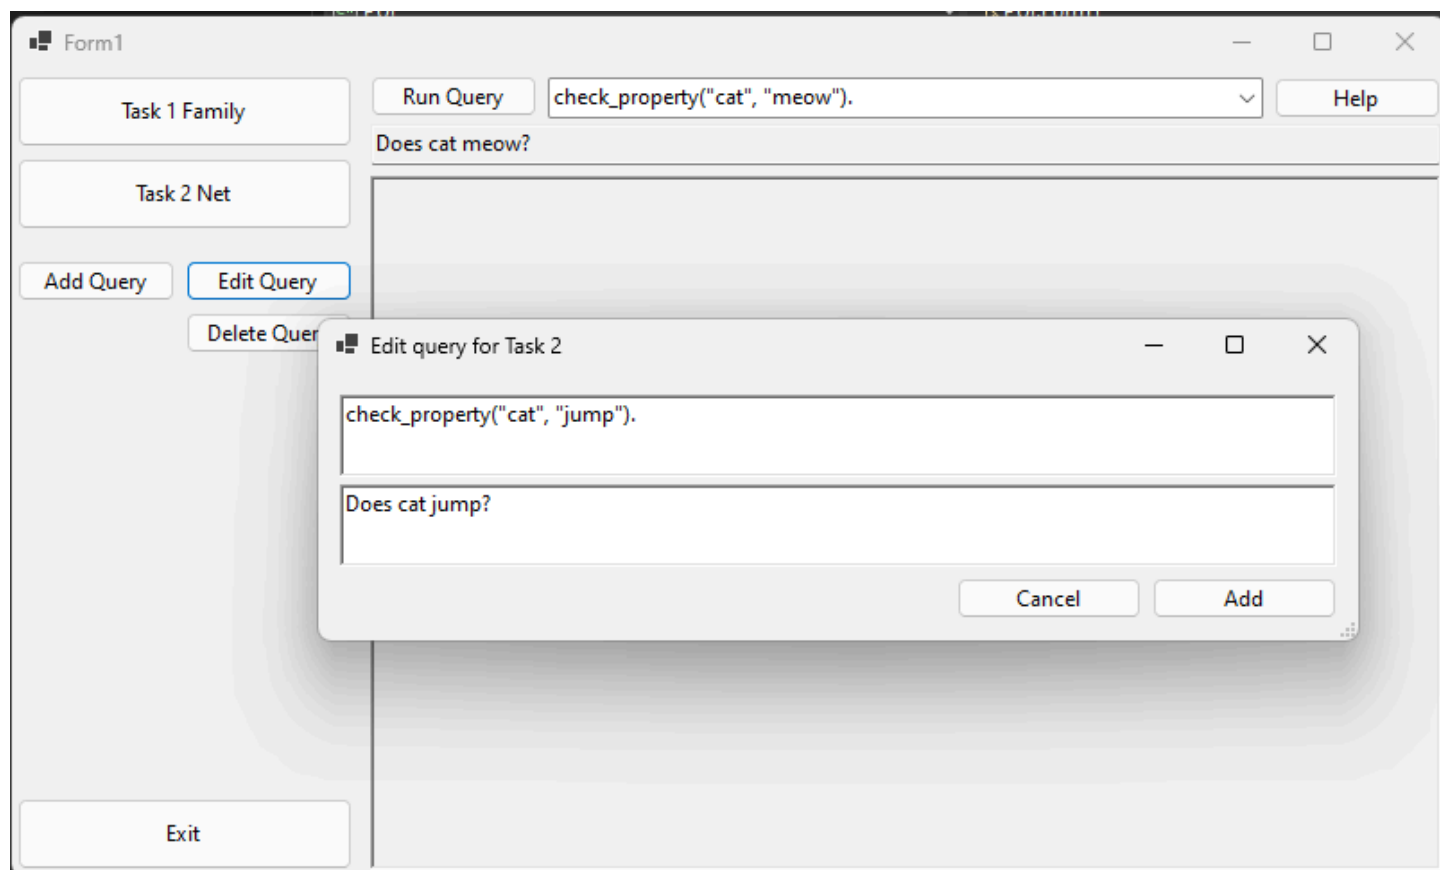 Form1
Task 1 Family
Run Query
check_property("cat", "meow").
Help
Does cat meow?
Task 2 Net
Add Query
Edit Query
Delete
Edit query for Task 2
check_property("cat", "jump").
Does cat jump?
Cancel
Add
Exit